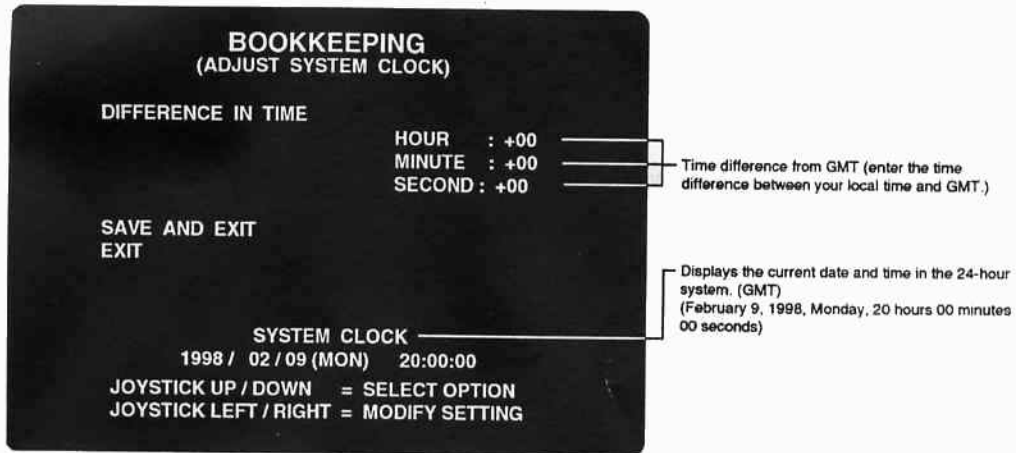 BOOKKEEPING
(ADJUST SYSTEM CLOCK)
DIFFERENCE IN TIME
HOUR : +00
MINUTE : +00
SECOND : +00
Time difference from GMT (enter the time
difference between your local time and GMT.)
SAVE AND EXIT
EXIT
Displays the current date and time in the 24-hour
system. (GMT)
(February 9, 1998, Monday, 20 hours 00 minutes
00 seconds)
SYSTEM CLOCK
1998 / 02 / 09 (MON) 20:00:00
JOYSTICK UP / DOWN = SELECT OPTION
JOYSTICK LEFT / RIGHT = MODIFY SETTING